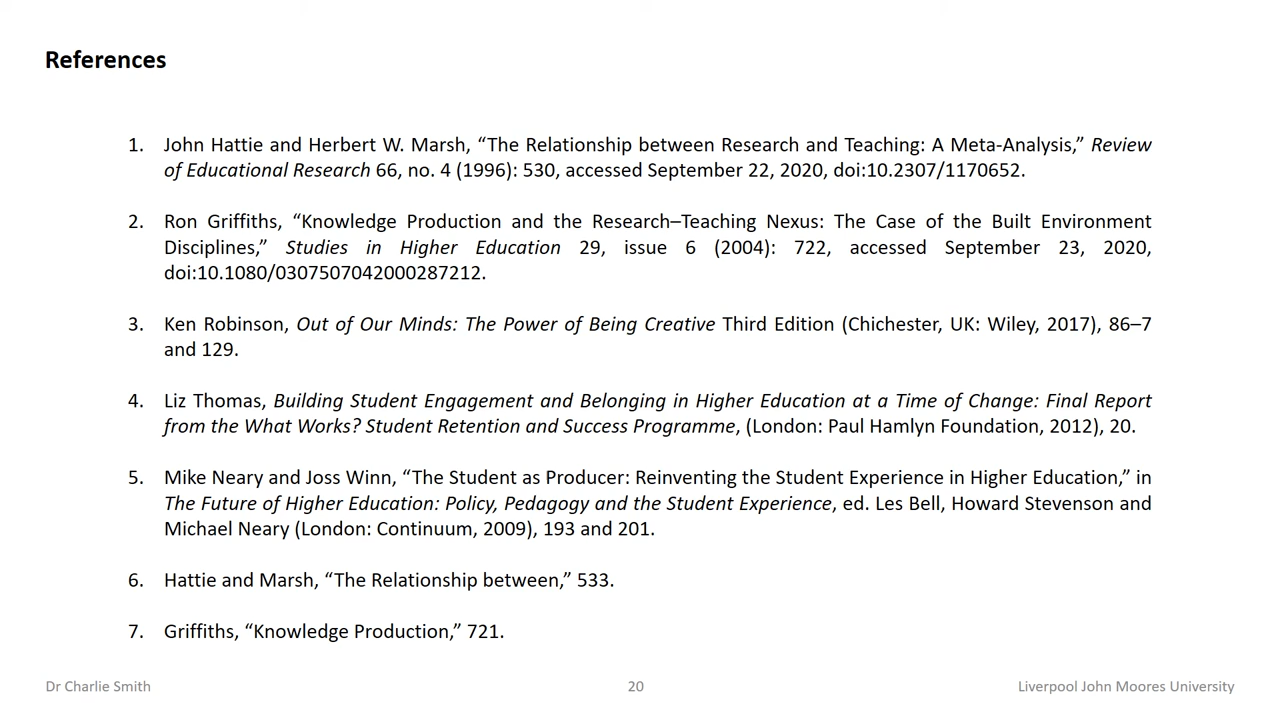 References
1. John Hattie and Herbert W. Marsh, “The Relationship between Research and Teaching: A Meta-Analysis,” Review
of Educational Research 66, no. 4 (1996): 530, accessed September 22, 2020, doi:10.2307/1170652.
2. Ron Griffiths, “Knowledge Production and the Research–Teaching Nexus: The Case of the Built Environment
Disciplines,” Studies in Higher Education 29, issue 6 (2004): 722, accessed September 23, 2020,
doi:10.1080/0307507042000287212.
3. Ken Robinson, Out of Our Minds: The Power of Being Creative Third Edition (Chichester, UK: Wiley, 2017), 86–7
and 129.
4. Liz Thomas, Building Student Engagement and Belonging in Higher Education at a Time of Change: Final Report
from the What Works? Student Retention and Success Programme, (London: Paul Hamlyn Foundation, 2012), 20.
5. Mike Neary and Joss Winn, “The Student as Producer: Reinventing the Student Experience in Higher Education,” in
The Future of Higher Education: Policy, Pedagogy and the Student Experience, ed. Les Bell, Howard Stevenson and
Michael Neary (London: Continuum, 2009), 193 and 201.
6. Hattie and Marsh, “The Relationship between,” 533.
7. Griffiths, “Knowledge Production,” 721.
Dr Charlie Smith
20
Liverpool John Moores University